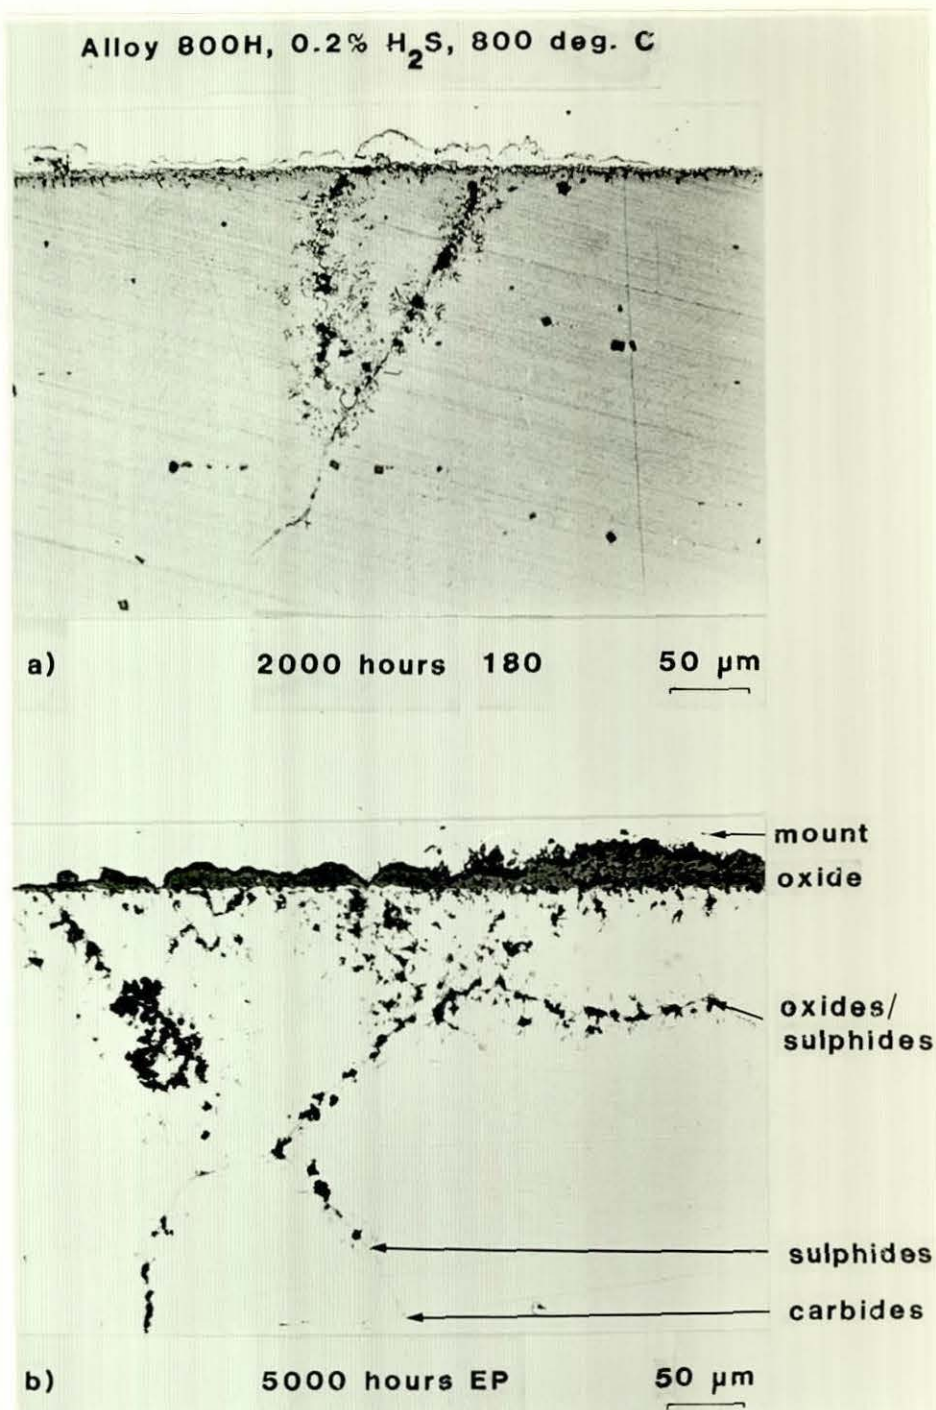 Alloy 800H, 0.2% H₂S, 800 deg. C
a) 2000 hours 180 50 µm
mount
oxide
oxides/
sulphides
sulphides
carbides
b) 5000 hours EP 50 µm